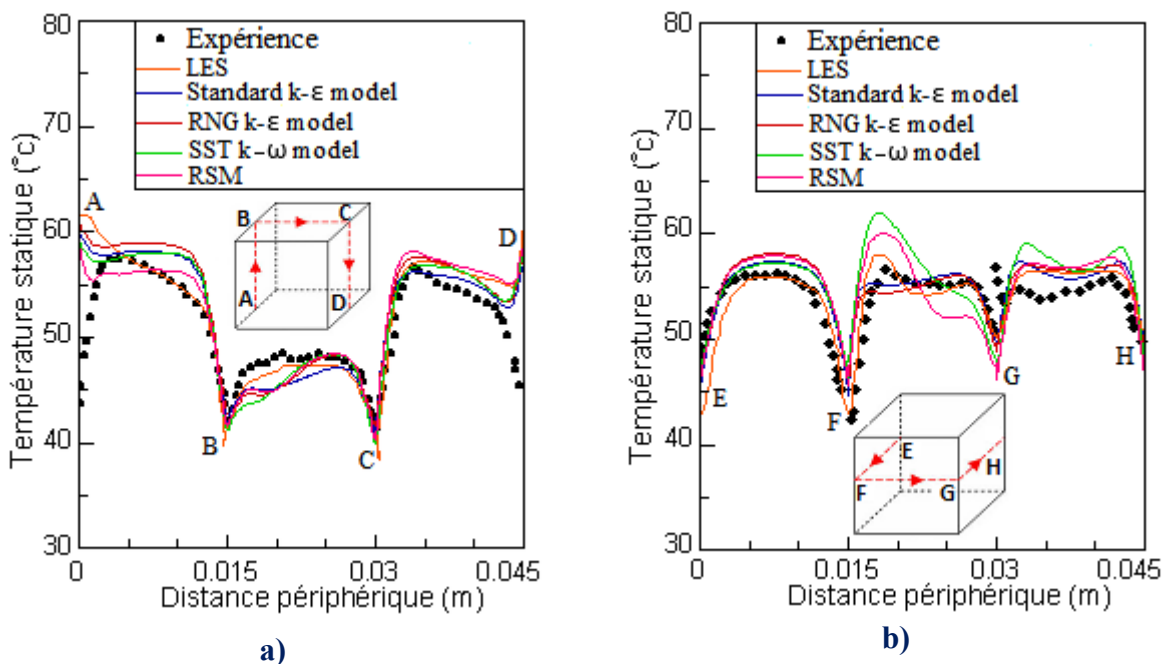 80
70
60
50
40
30
Température statique (°c)
Expérience
LES
Standard k-ε model
RNG k-ε model
SST k-ω model
RSM
A
B
C
D
B
C
A
D
0
0.015
0.03
0.045
Distance périphérique (m)
a)
80
70
60
50
40
30
Température statique (°c)
Expérience
LES
Standard k-ε model
RNG k-ε model
SST k-ω model
RSM
E
F
G
H
E
H
F
G
0
0.015
0.03
0.045
Distance périphérique (m)
b)